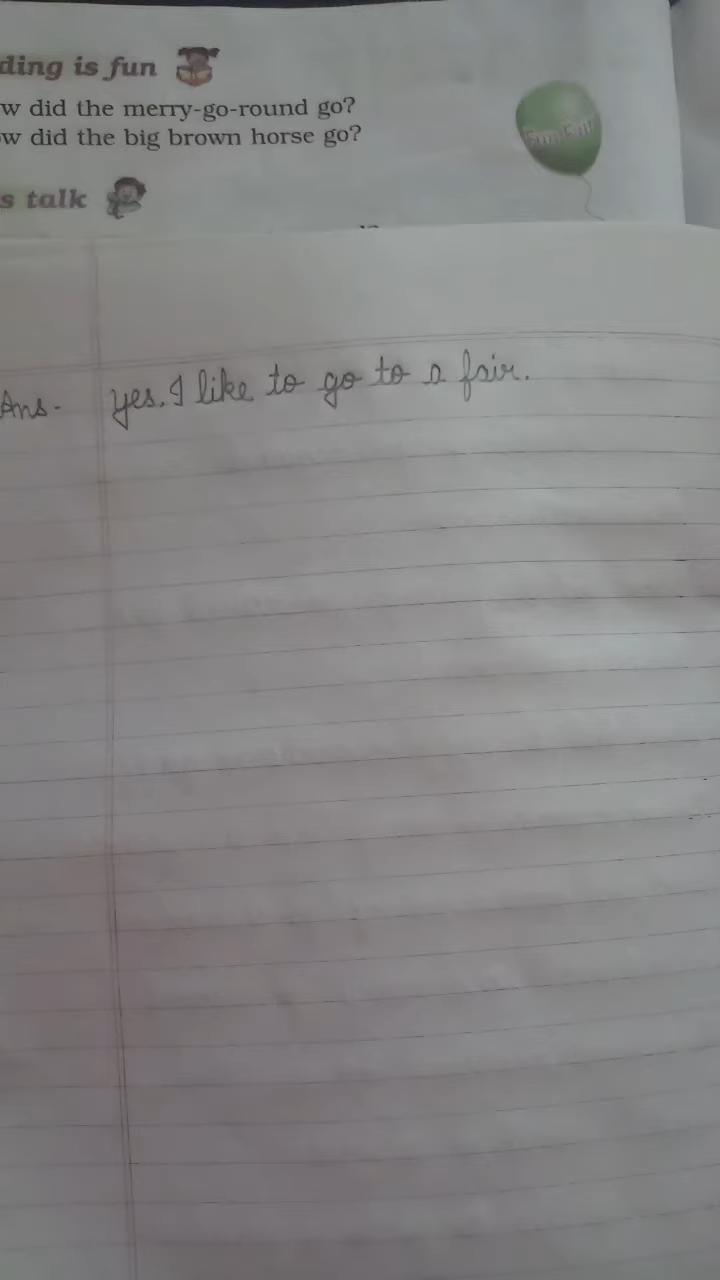 ding is fun
w did the merry-go-round go?
w did the big brown horse go?
s talk
Ans- yes. I like to go to a fair.